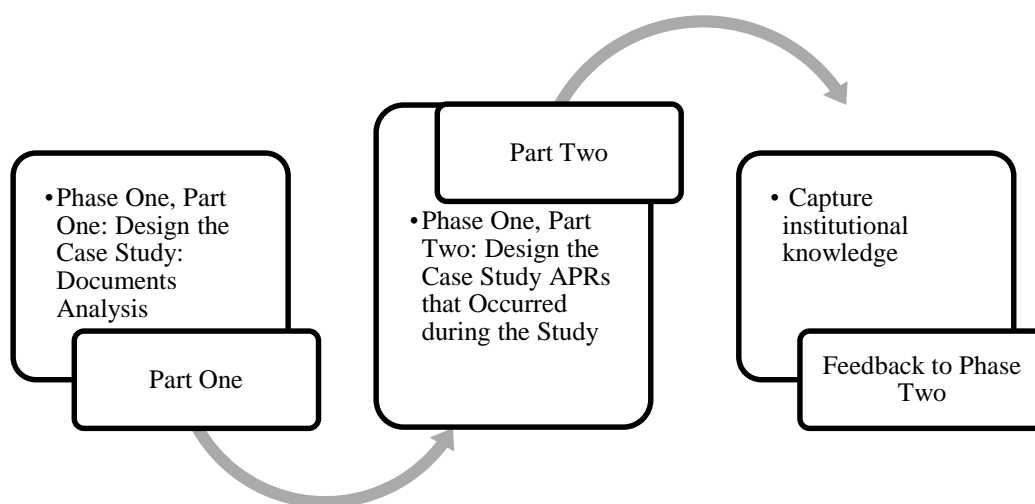 •Phase One, Part
One: Design the
Case Study:
Documents
Analysis
Part One
Part Two
•Phase One, Part
Two: Design the
Case Study APRs
that Occurred
during the Study
• Capture
institutional
knowledge
Feedback to Phase
Two